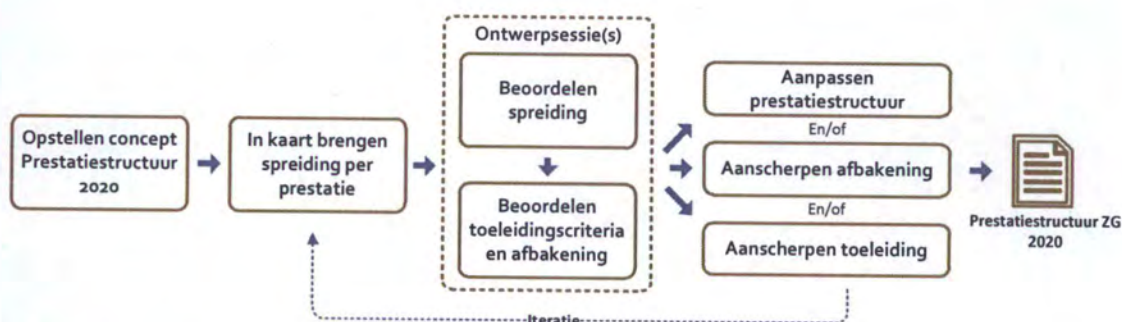 Ontwerpsessie(s)
Opstellen concept
Prestatiestructuur
2020
In kaart brengen
spreiding per
prestatie
Beoordelen
spreiding
Beoordelen
toeleidingscriteria
en afbakening
Aanpassen
prestatiestructuur
En/of
Aanscherpen afbakening
En/of
Aanscherpen toeleiding
Prestatiestructuur ZG
2020
Iteratie